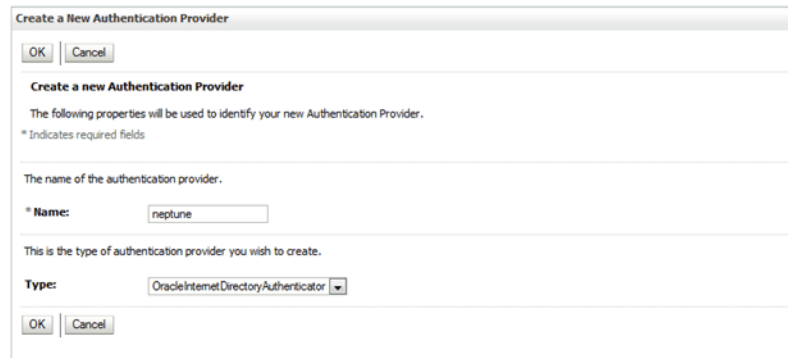 Create a New Authentication Provider
OK Cancel
Create a new Authentication Provider
The following properties will be used to identify your new Authentication Provider.
* Indicates required fields
The name of the authentication provider.
* Name: neptune
This is the type of authentication provider you wish to create.
Type: OracleInternetDirectoryAuthenticator
OK Cancel